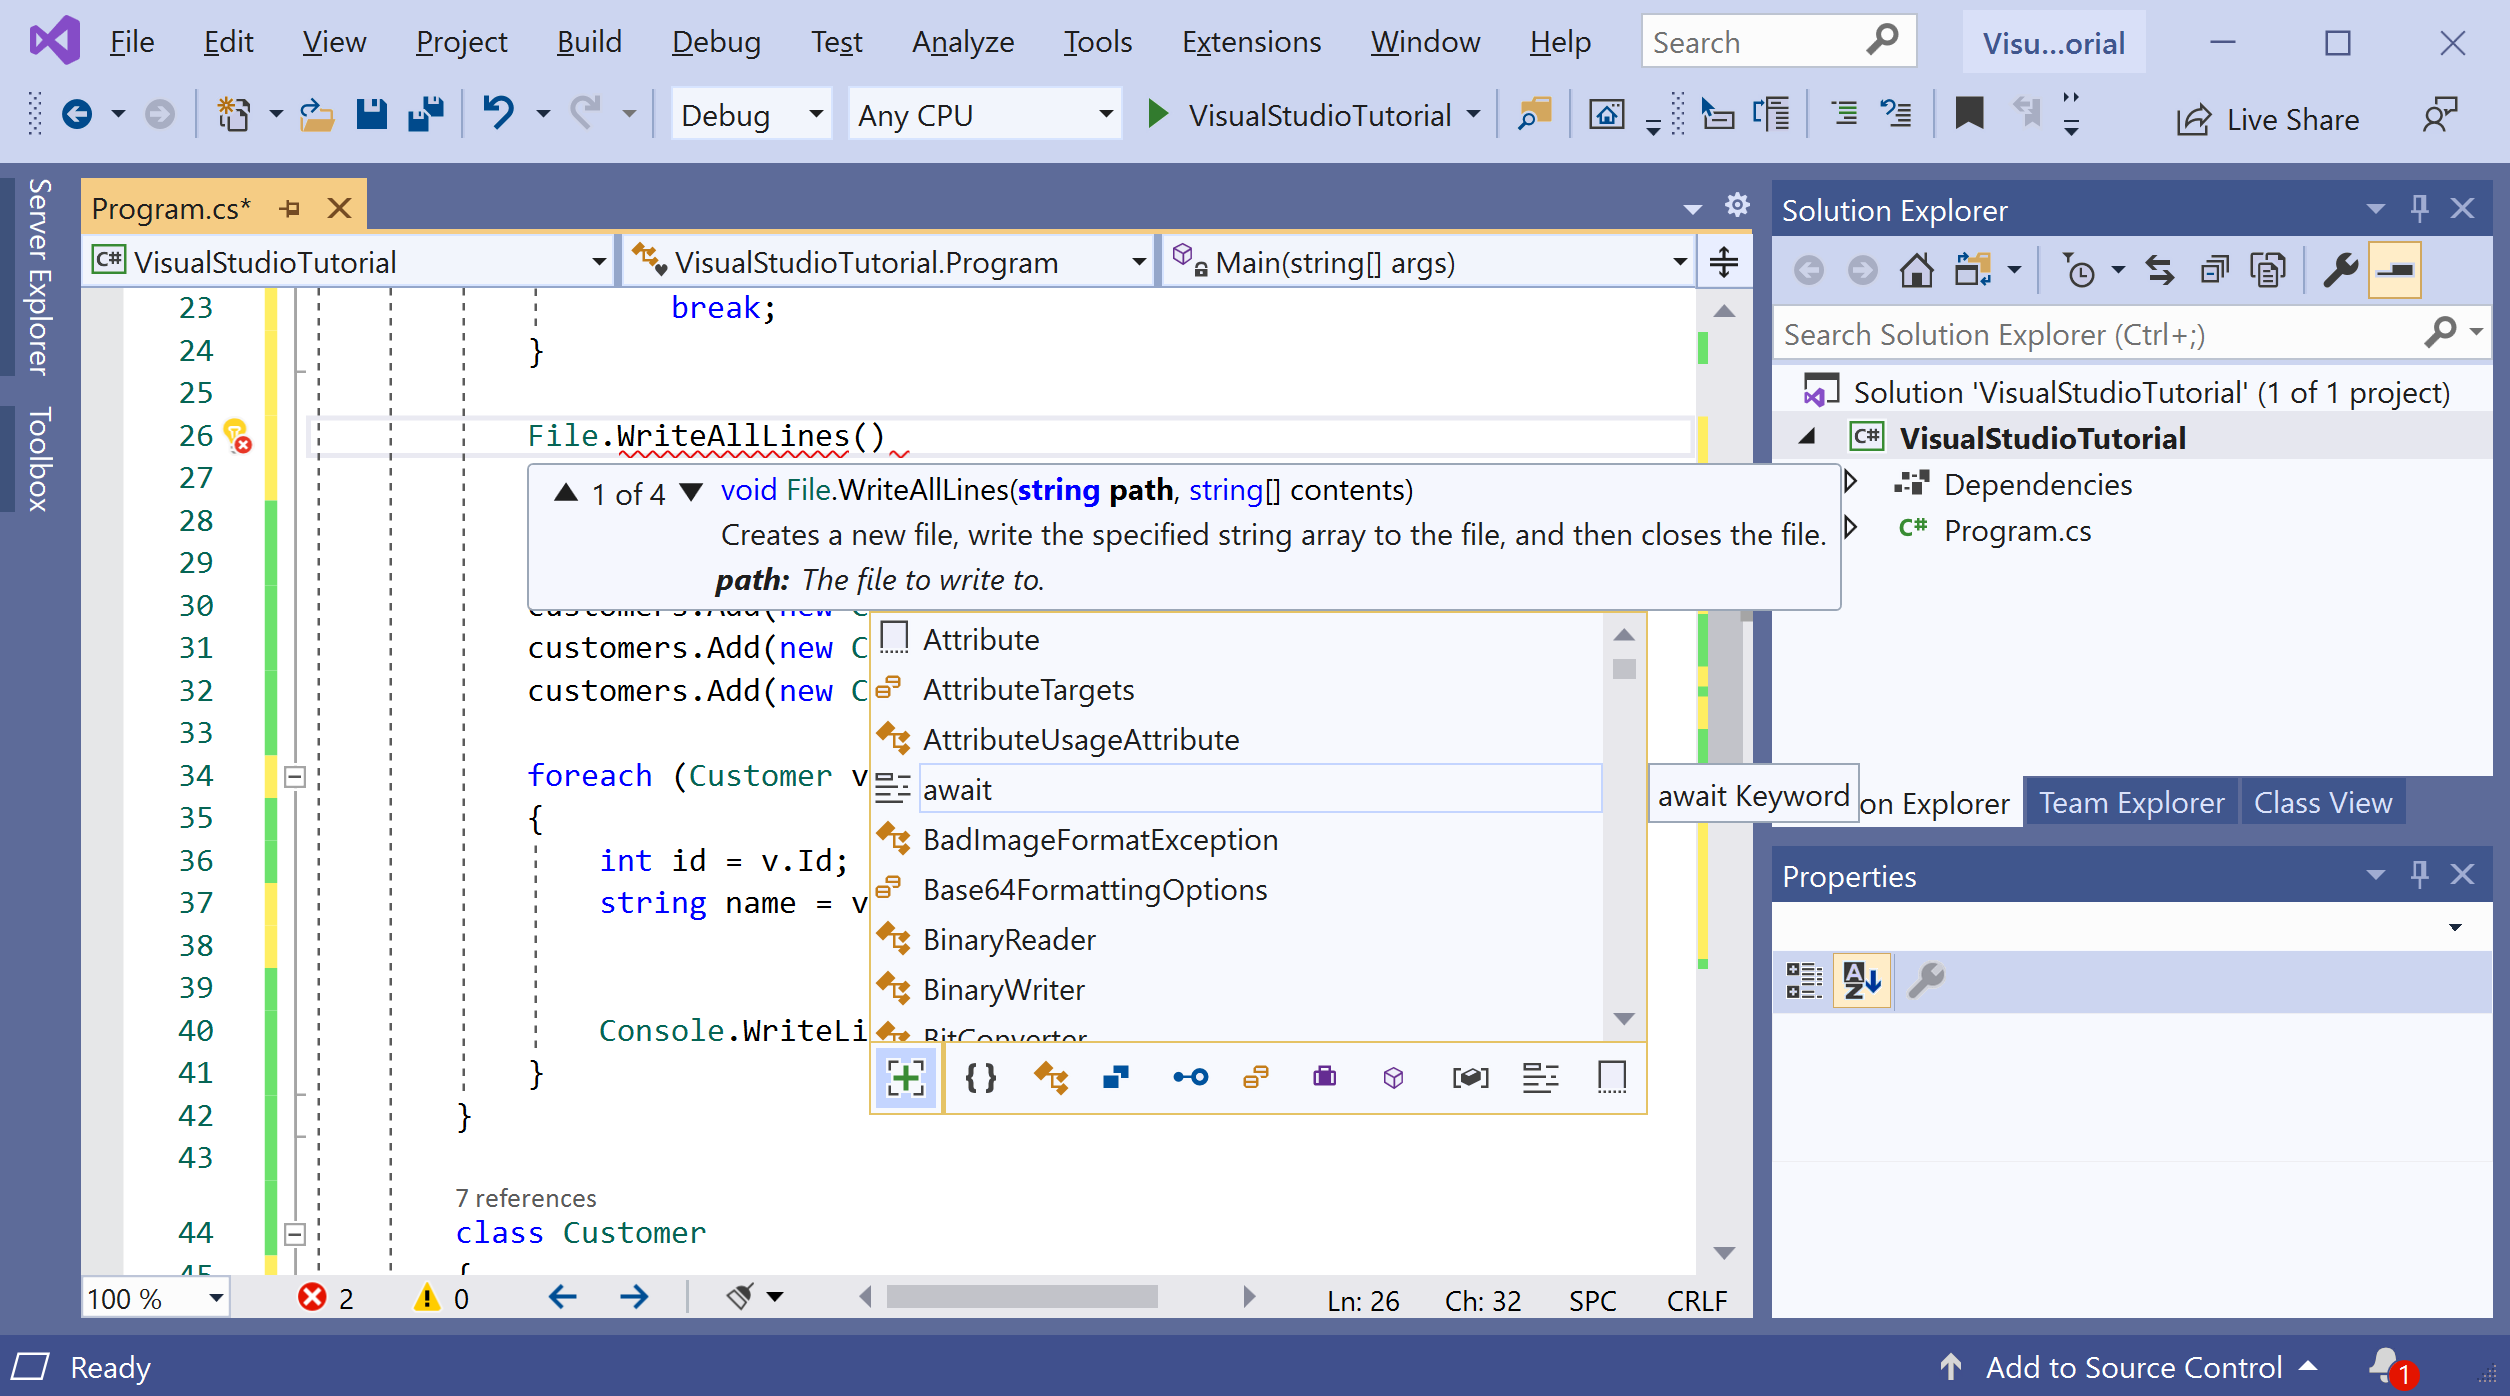 File Edit View Project Build Debug Test Analyze Tools Extensions Window Help Search Visu...orial
Debug Any CPU VisualStudioTutorial Live Share
Server Explorer
Toolbox
Program.cs*
VisualStudioTutorial VisualStudioTutorial.Program Main(string[] args)
23 break;
24 }
25
26 File.WriteAllLines()
27
1 of 4 void File.WriteAllLines(string path, string[] contents)
Creates a new file, write the specified string array to the file, and then closes the file.
path: The file to write to.
28
29
30 customers.Add(new C
31 customers.Add(new C
32 customers.Add(new C
33
34 foreach (Customer v
35 {
36 int id = v.Id;
37 string name = v
38
39
40 Console.WriteLi
41 }
42 }
43
7 references
44 class Customer
45 {
Attribute
AttributeTargets
AttributeUsageAttribute
await
BadImageFormatException
Base64FormattingOptions
BinaryReader
BinaryWriter
BitConverter
await Keyword
100 % 2 0 Ln: 26 Ch: 32 SPC CRLF
Solution Explorer
Search Solution Explorer (Ctrl+;)
Solution 'VisualStudioTutorial' (1 of 1 project)
C# VisualStudioTutorial
Dependencies
C# Program.cs
on Explorer Team Explorer Class View
Properties
Ready Add to Source Control 1